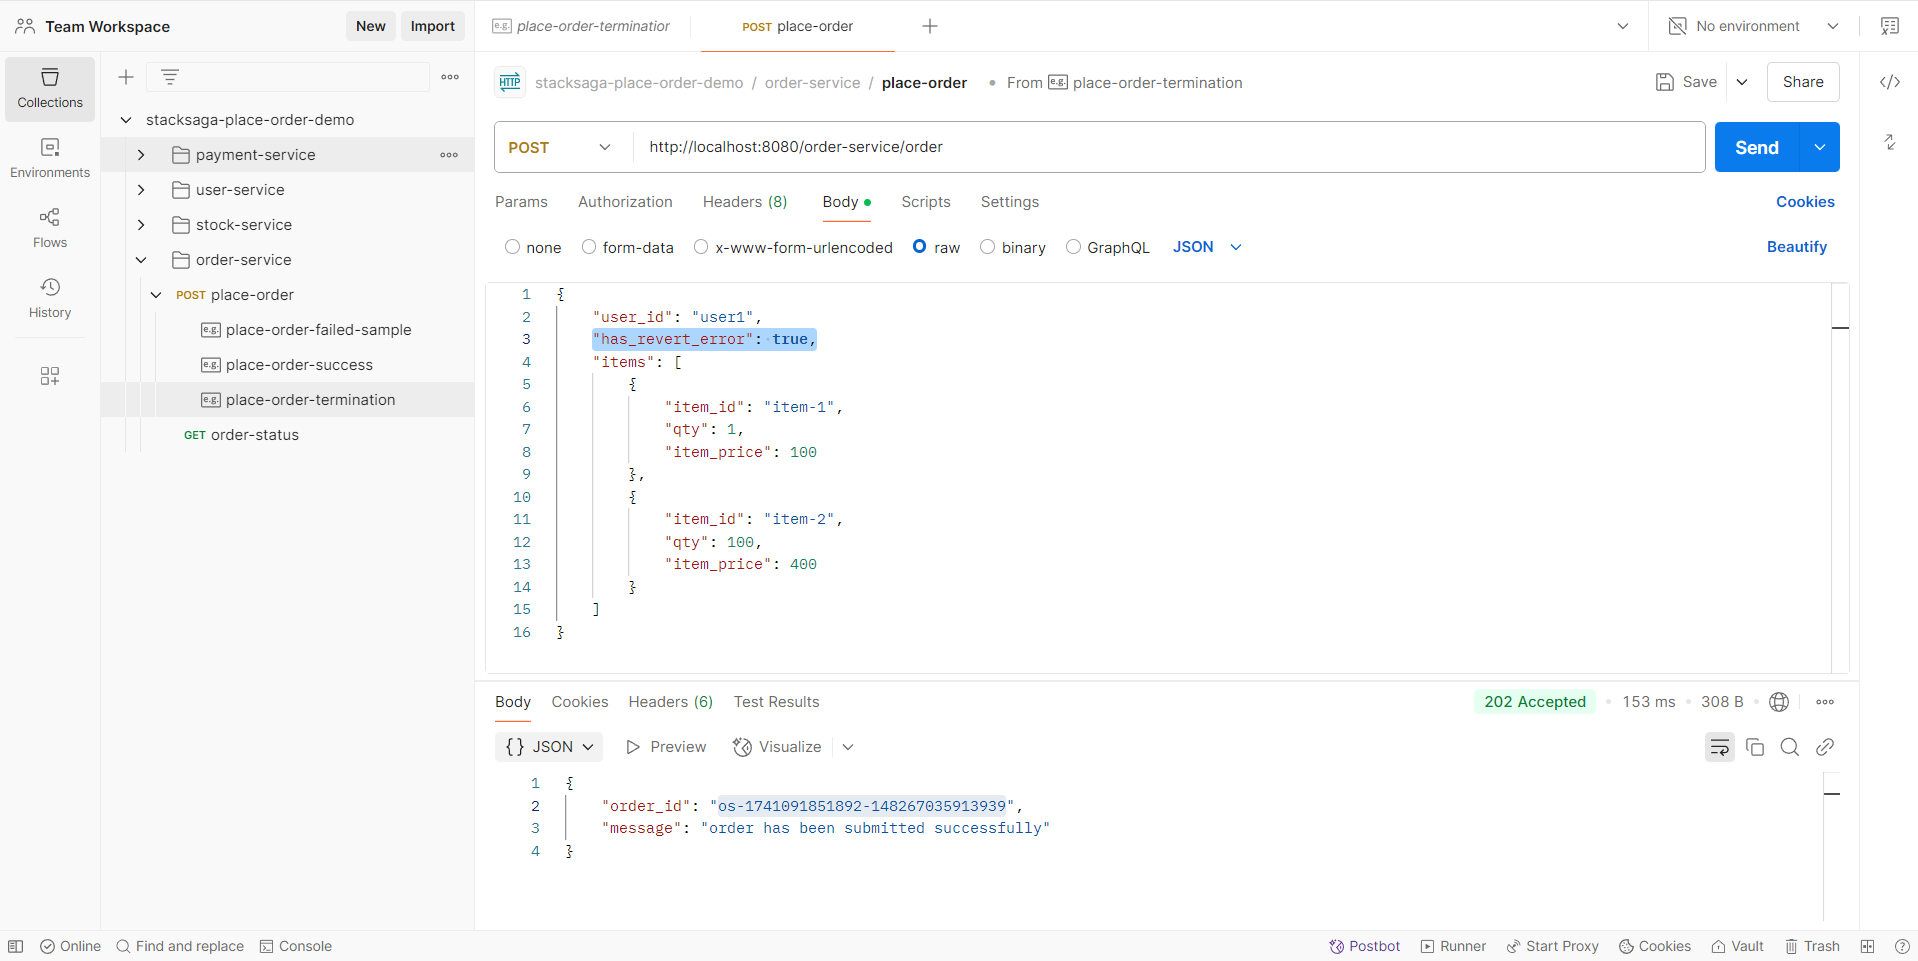 Team Workspace
New
Import
place-order-termination
POST place-order
No environment
Collections
Environments
Flows
History
stacksaga-place-order-demo
payment-service
user-service
stock-service
order-service
POST place-order
e.g. place-order-failed-sample
e.g. place-order-success
e.g. place-order-termination
GET order-status
HTTP stacksaga-place-order-demo / order-service / place-order • From e.g. place-order-termination
Save
Share
POST
http://localhost:8080/order-service/order
Send
Params Authorization Headers (8) Body Scripts Settings
Cookies
none form-data x-www-form-urlencoded raw binary GraphQL JSON
Beautify
1 {
2 "user_id": "user1",
3 "has_revert_error": true,
4 "items": [
5 {
6 "item_id": "item-1",
7 "qty": 1,
8 "item_price": 100
9 },
10 {
11 "item_id": "item-2",
12 "qty": 100,
13 "item_price": 400
14 }
15 ]
16 }
Body Cookies Headers (6) Test Results
202 Accepted • 153 ms • 308 B
{} JSON Preview Visualize
1 {
2 "order_id": "os-1741091851892-148267035913939",
3 "message": "order has been submitted successfully"
4 }
Online Find and replace Console
Postbot Runner Start Proxy Cookies Vault Trash